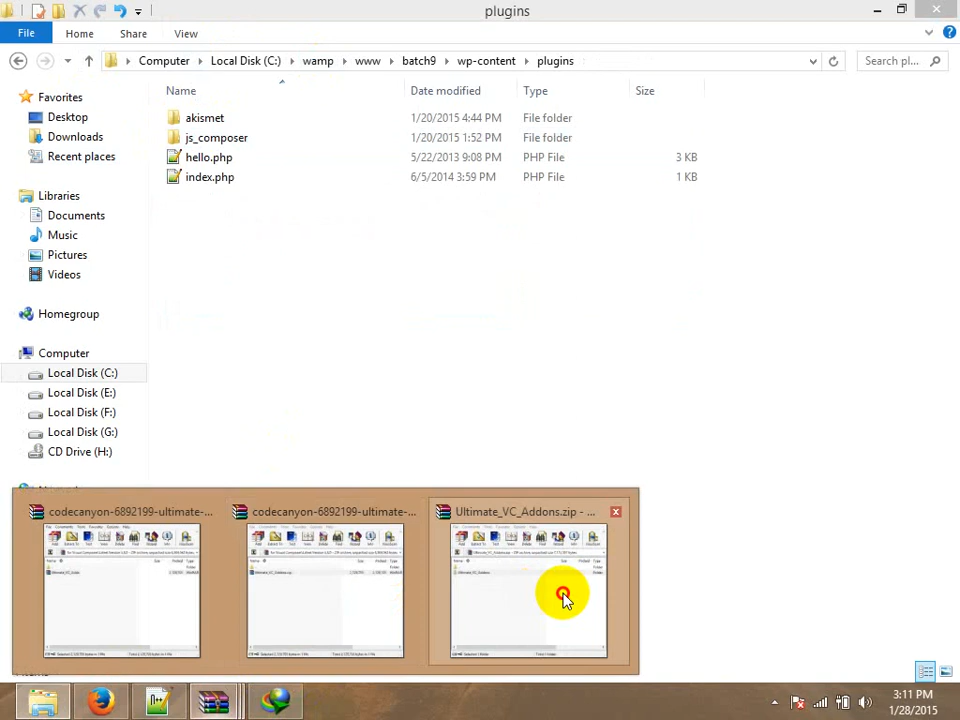 plugins
File Home Share View
Computer Local Disk (C:) wamp www batch9 wp-content plugins Search pl...
Name Date modified Type Size
akismet 1/20/2015 4:44 PM File folder
js_composer 1/20/2015 1:52 PM File folder
hello.php 5/22/2013 9:08 PM PHP File 3 KB
index.php 6/5/2014 3:59 PM PHP File 1 KB
Favorites
Desktop
Downloads
Recent places
Libraries
Documents
Music
Pictures
Videos
Homegroup
Computer
Local Disk (C:)
Local Disk (E:)
Local Disk (F:)
Local Disk (G:)
CD Drive (H:)
codecanyon-6892199-ultimate-... codecanyon-6892199-ultimate-... Ultimate_VC_Addons.zip - ...
3:11 PM
1/28/2015